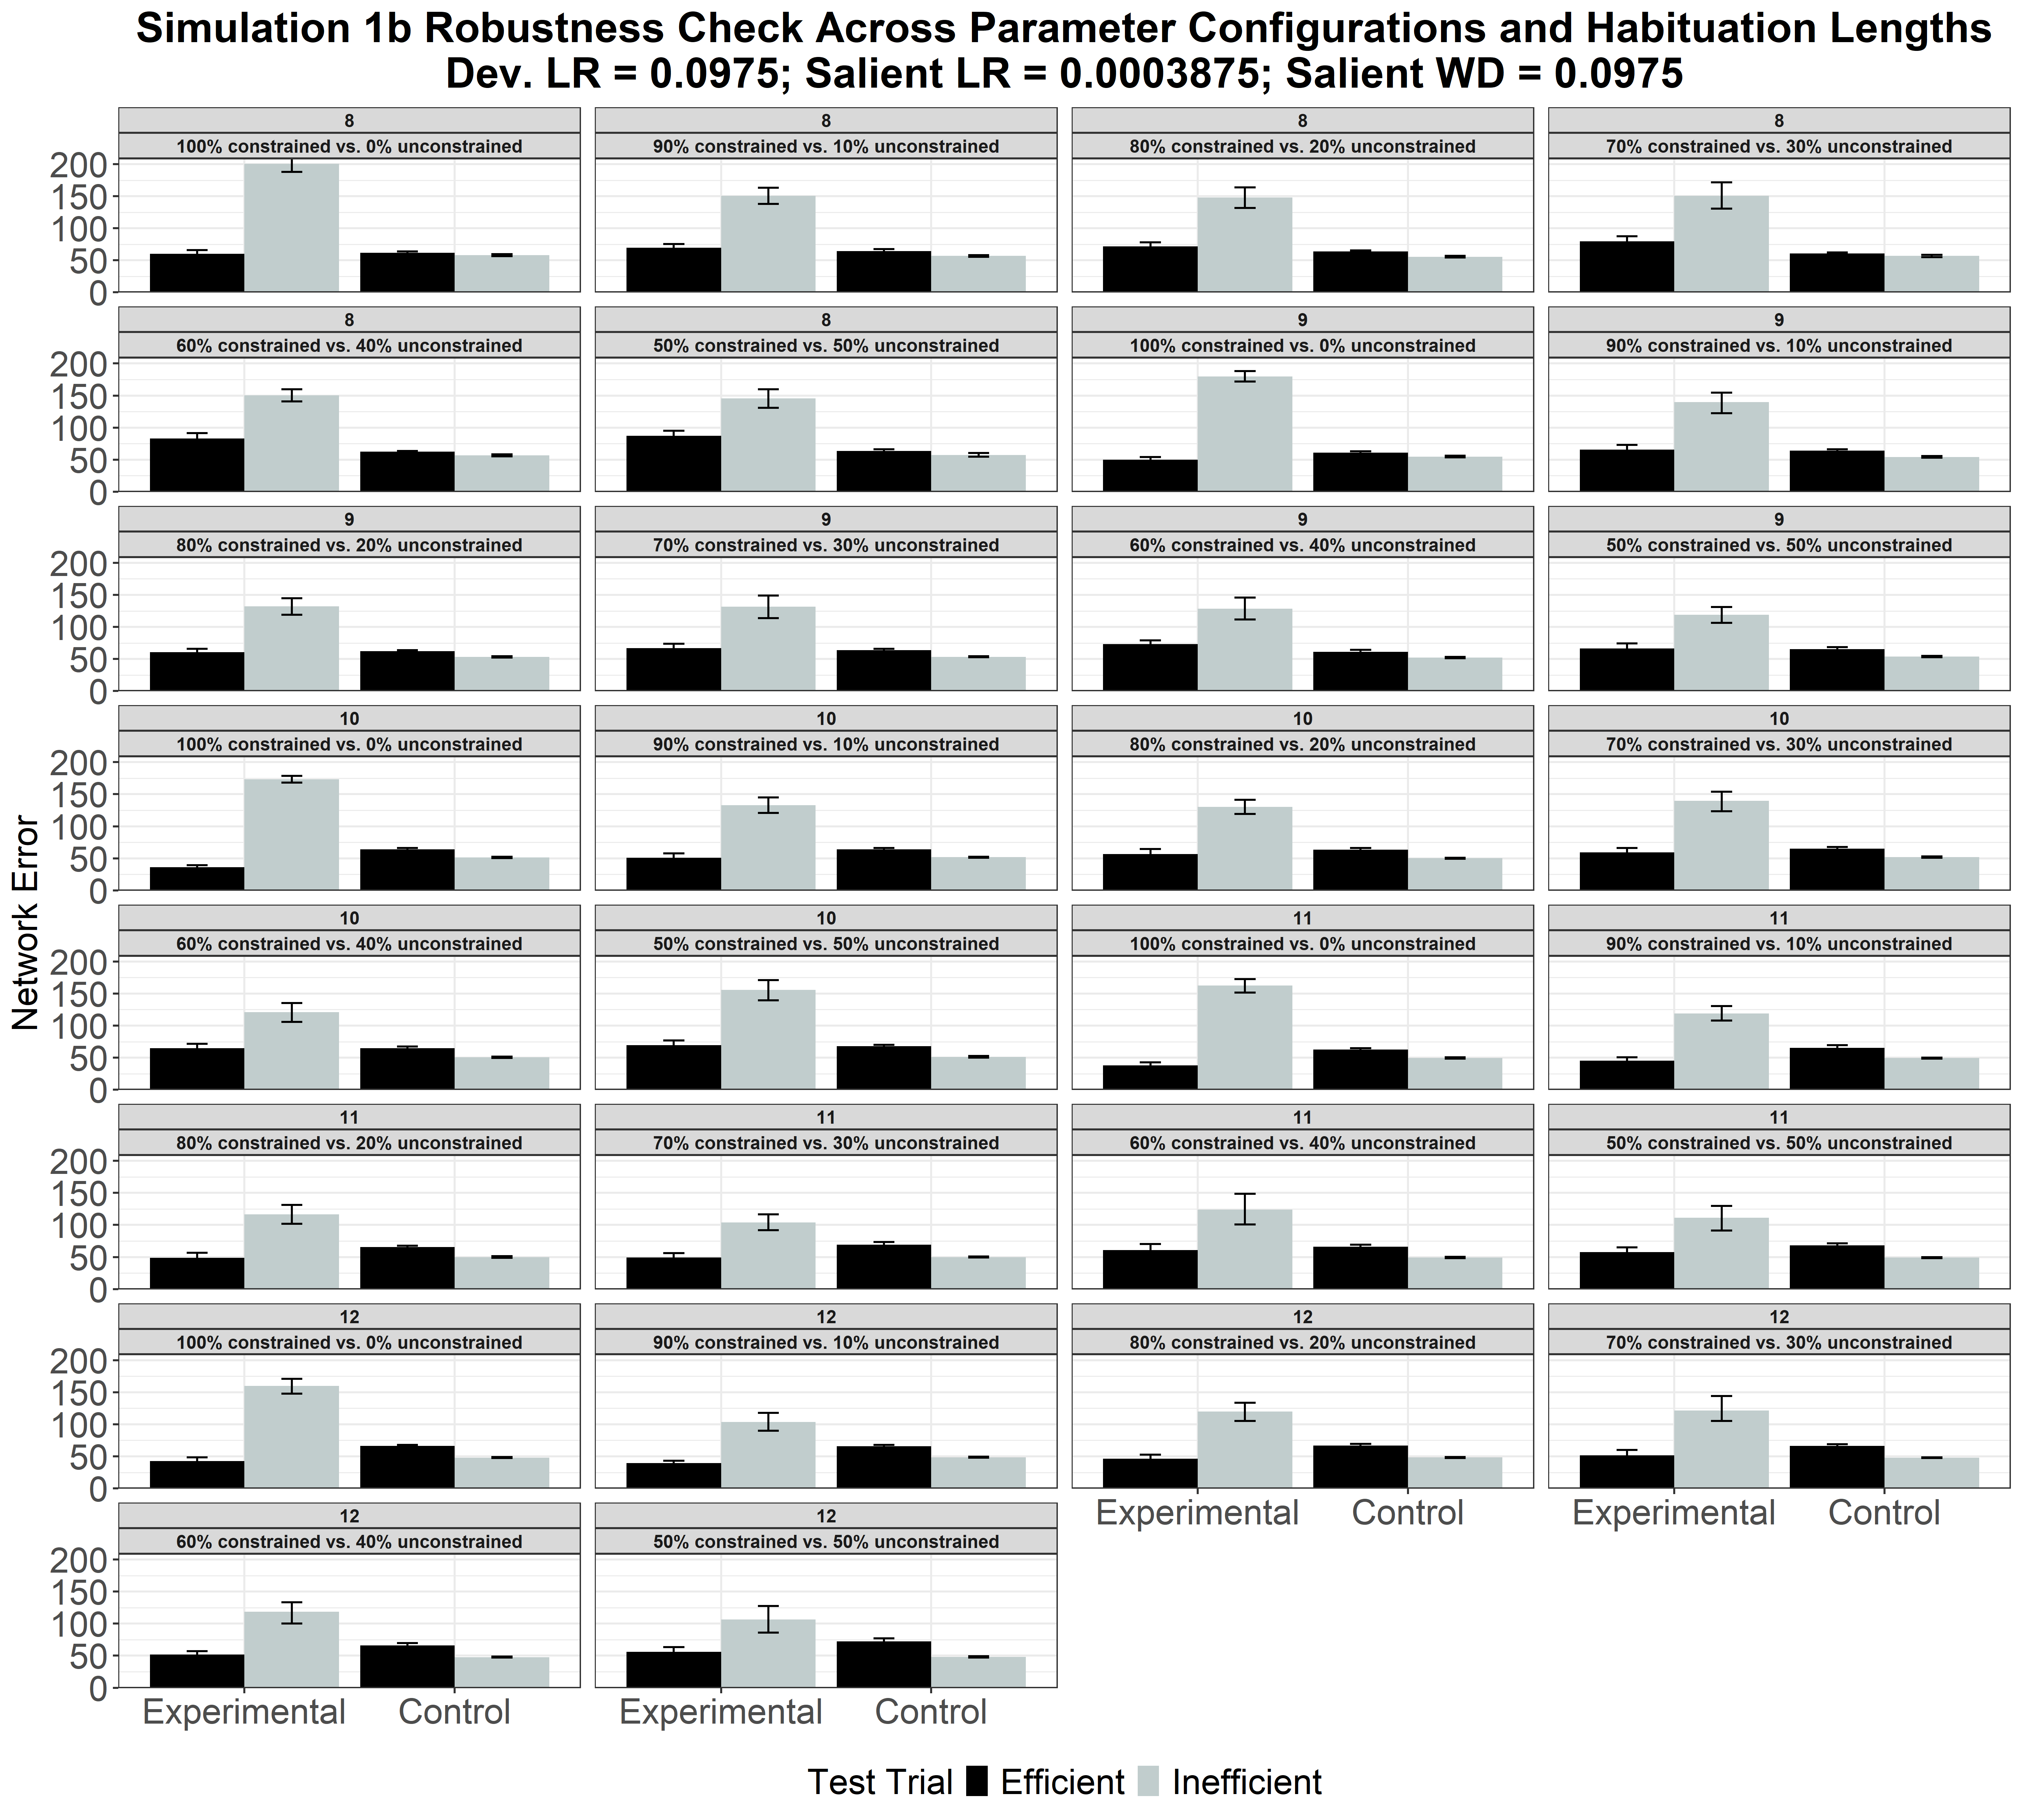 Simulation 1b Robustness Check Across Parameter Configurations and Habituation Lengths
Dev. LR = 0.0975; Salient LR = 0.0003875; Salient WD = 0.0975
Network Error
8 8 8 8
100% constrained vs. 0% unconstrained 90% constrained vs. 10% unconstrained 80% constrained vs. 20% unconstrained 70% constrained vs. 30% unconstrained
200
150
100
50
0
8 8 9 9
60% constrained vs. 40% unconstrained 50% constrained vs. 50% unconstrained 100% constrained vs. 0% unconstrained 90% constrained vs. 10% unconstrained
200
150
100
50
0
9 9 9 9
80% constrained vs. 20% unconstrained 70% constrained vs. 30% unconstrained 60% constrained vs. 40% unconstrained 50% constrained vs. 50% unconstrained
200
150
100
50
0
10 10 10 10
100% constrained vs. 0% unconstrained 90% constrained vs. 10% unconstrained 80% constrained vs. 20% unconstrained 70% constrained vs. 30% unconstrained
200
150
100
50
0
10 10 11 11
60% constrained vs. 40% unconstrained 50% constrained vs. 50% unconstrained 100% constrained vs. 0% unconstrained 90% constrained vs. 10% unconstrained
200
150
100
50
0
11 11 11 11
80% constrained vs. 20% unconstrained 70% constrained vs. 30% unconstrained 60% constrained vs. 40% unconstrained 50% constrained vs. 50% unconstrained
200
150
100
50
0
12 12 12 12
100% constrained vs. 0% unconstrained 90% constrained vs. 10% unconstrained 80% constrained vs. 20% unconstrained 70% constrained vs. 30% unconstrained
200
150
100
50
0
Experimental Control Experimental Control
12 12
60% constrained vs. 40% unconstrained 50% constrained vs. 50% unconstrained
200
150
100
50
0
Experimental Control Experimental Control
Test Trial Efficient Inefficient